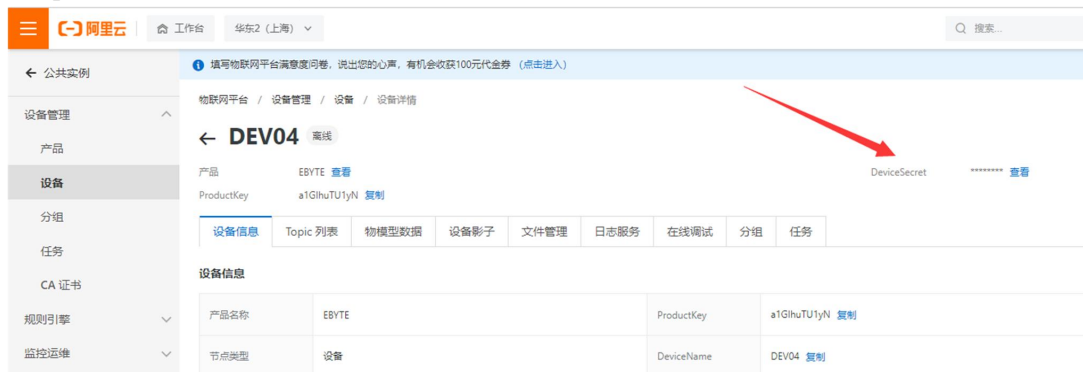 阿里云 工作台 华东2（上海） 搜索...
公共实例 填写物联网平台满意度问卷，说出您的心声，有机会收获100元代金券 （点击进入）
物联网平台 / 设备管理 / 设备 / 设备详情
设备管理
产品
设备
分组
任务
CA 证书
规则引擎
监控运维
DEV04 离线
产品 EBYTE 查看 DeviceSecret ******** 查看
ProductKey a1GIhuTU1yN 复制
设备信息 Topic 列表 物模型数据 设备影子 文件管理 日志服务 在线调试 分组 任务
设备信息
产品名称 EBYTE ProductKey a1GIhuTU1yN 复制
节点类型 设备 DeviceName DEV04 复制